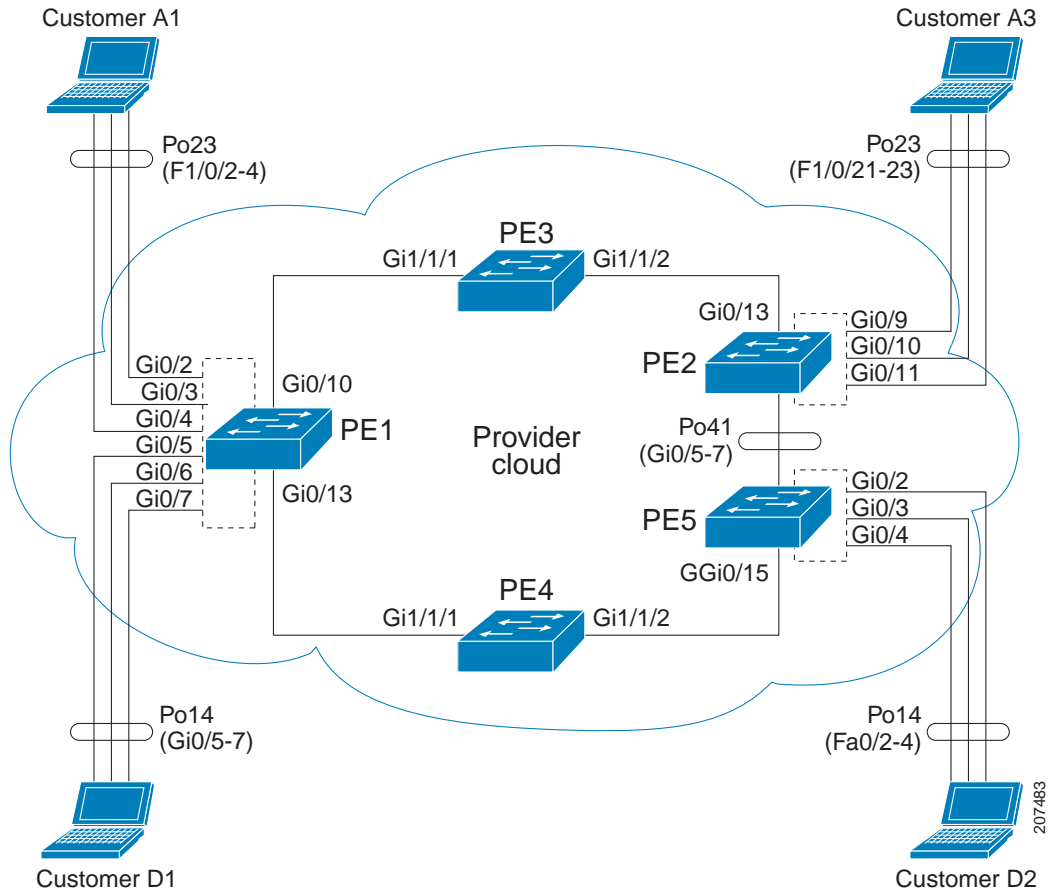 Customer A1
Customer A3
Po23
(F1/0/2-4)
Po23
(F1/0/21-23)
PE3
Gi1/1/1
Gi1/1/2
Gi0/13
Gi0/9
Gi0/10
Gi0/11
PE2
Gi0/2
Gi0/3
Gi0/4
Gi0/5
Gi0/6
Gi0/7
Gi0/10
PE1
Gi0/13
Provider
cloud
Po41
(Gi0/5-7)
Gi0/2
Gi0/3
Gi0/4
PE5
GGi0/15
PE4
Gi1/1/1
Gi1/1/2
Po14
(Gi0/5-7)
Po14
(Fa0/2-4)
207483
Customer D1
Customer D2